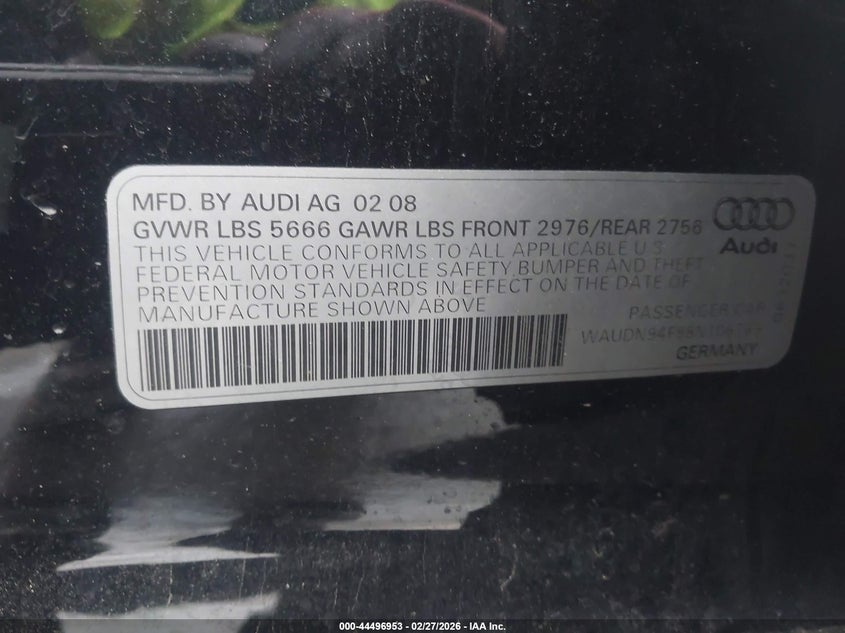 MFD. BY AUDI AG 02 08
GVWR LBS 5666 GAWR LBS FRONT 2976/REAR 2758
THIS VEHICLE CONFORMS TO ALL APPLICABLE U S
FEDERAL MOTOR VEHICLE SAFETY, BUMPER AND THEFT
PREVENTION STANDARDS IN EFFECT ON THE DATE OF
MANUFACTURE SHOWN ABOVE
Audi
PASSENGER CAR
GERMANY
000-44496953 - 02/27/2026 - IAA Inc.